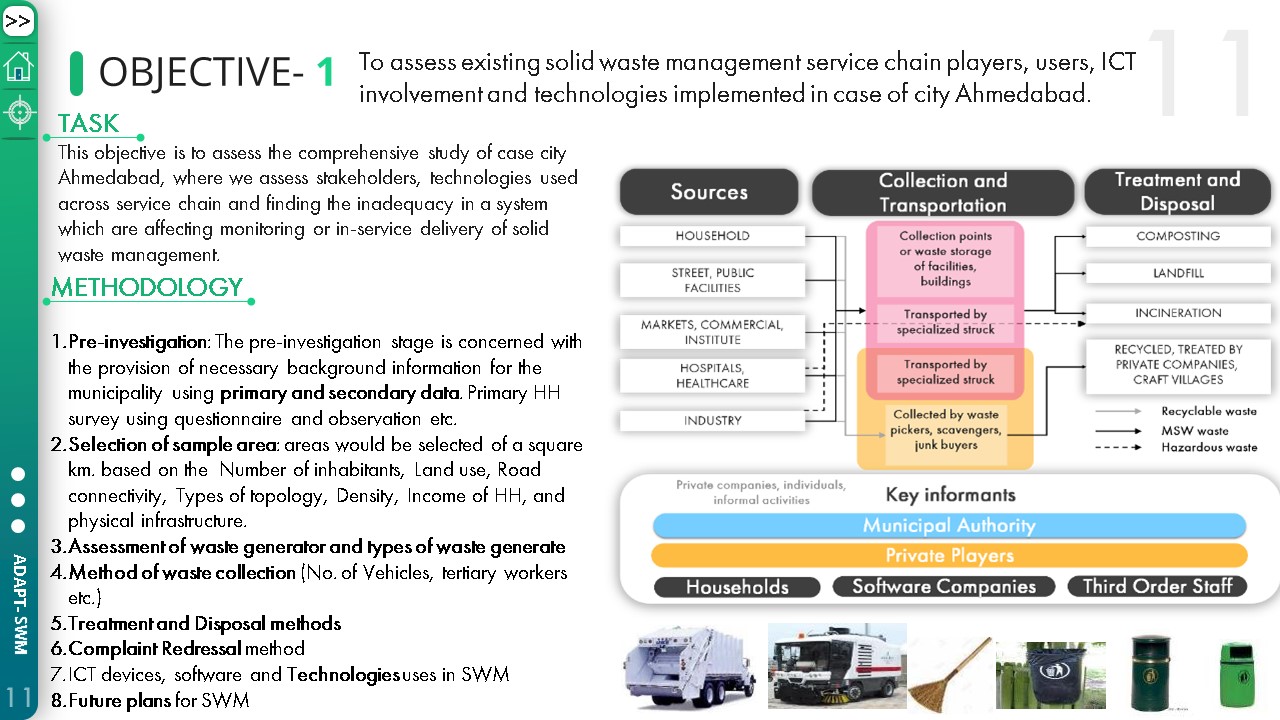 >>
OBJECTIVE- 1
To assess existing solid waste management service chain players, users, ICT
involvement and technologies implemented in case of city Ahmedabad.
11
TASK
This objective is to assess the comprehensive study of case city
Ahmedabad, where we assess stakeholders, technologies used
across service chain and finding the inadequacy in a system
which are affecting monitoring or in-service delivery of solid
waste management.
METHODOLOGY
1. Pre-investigation: The pre-investigation stage is concerned with
the provision of necessary background information for the
municipality using primary and secondary data. Primary HH
survey using questionnaire and observation etc.
2. Selection of sample area: areas would be selected of a square
km. based on the Number of inhabitants, Land use, Road
connectivity, Types of topology, Density, Income of HH, and
physical infrastructure.
3. Assessment of waste generator and types of waste generate
4. Method of waste collection (No. of Vehicles, tertiary workers
etc.)
5. Treatment and Disposal methods
6. Complaint Redressal method
7. ICT devices, software and Technologies uses in SWM
8. Future plans for SWM
Sources
HOUSEHOLD
STREET, PUBLIC
FACILITIES
MARKETS, COMMERCIAL,
INSTITUTE
HOSPITALS,
HEALTHCARE
INDUSTRY
Collection and
Transportation
Collection points
or waste storage
of facilities,
buildings
Transported by
specialized struck
Transported by
specialized struck
Collected by waste
pickers, scavengers,
junk buyers
Treatment and
Disposal
COMPOSTING
LANDFILL
INCINERATION
RECYCLED, TREATED BY
PRIVATE COMPANIES,
CRAFT VILLAGES
Recyclable waste
MSW waste
Hazardous waste
Private companies, individuals,
informal activities
Key informants
Municipal Authority
Private Players
Households
Software Companies
Third Order Staff
ADAPT- SWM
11